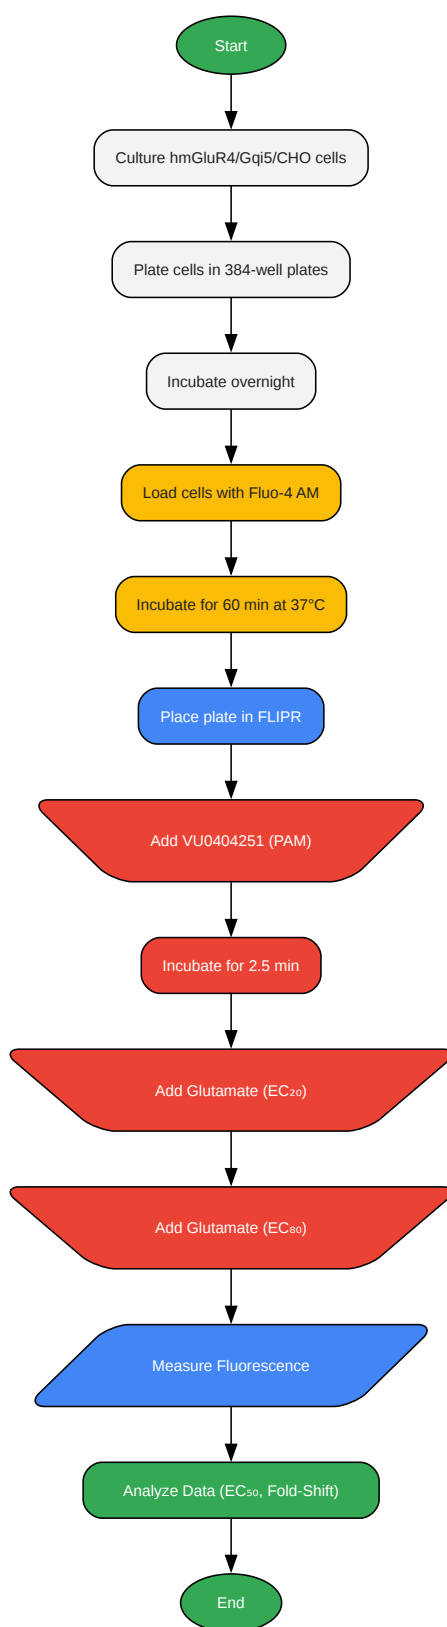 Start
Culture hmGluR4/Gqi5/CHO cells
Plate cells in 384-well plates
Incubate overnight
Load cells with Fluo-4 AM
Incubate for 60 min at 37°C
Place plate in FLIPR
Add VU0404251 (PAM)
Incubate for 2.5 min
Add Glutamate (EC₂₀)
Add Glutamate (EC₈₀)
Measure Fluorescence
Analyze Data (EC₅₀, Fold-Shift)
End